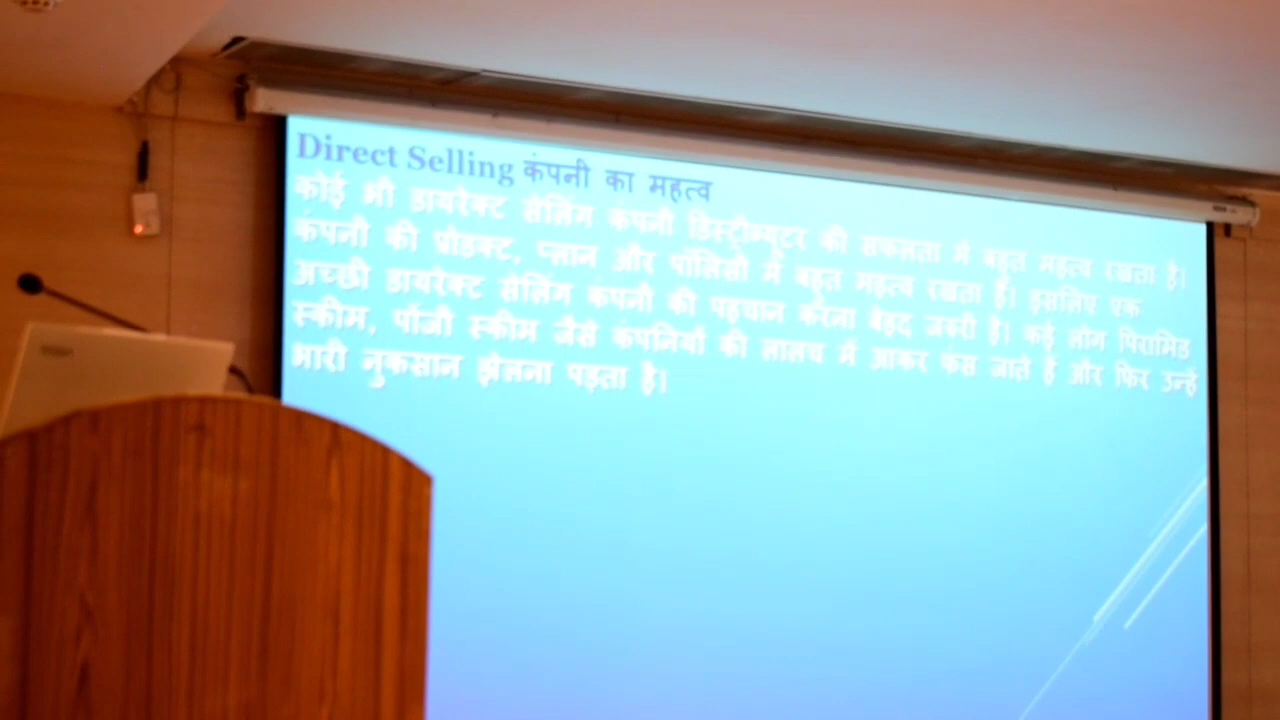 Direct Selling कंपनी का महत्व
कोई भी डायरेक्ट सेलिंग कंपनी डिस्ट्रीब्यूटर की सफलता में बहुत महत्व रखता है।
कंपनी की प्रोडक्ट, प्लान और पॉलिसी में बहुत महत्व रखता है। इसलिए एक
अच्छी डायरेक्ट सेलिंग कंपनी की पहचान करना बेहद जरुरी है। कई लोग पिरामिड
स्कीम, पोंजी स्कीम जैसे कंपनियों की लालच में आकर फंस जाते हैं और फिर उन्हें
भारी नुकसान झेलना पड़ता है।